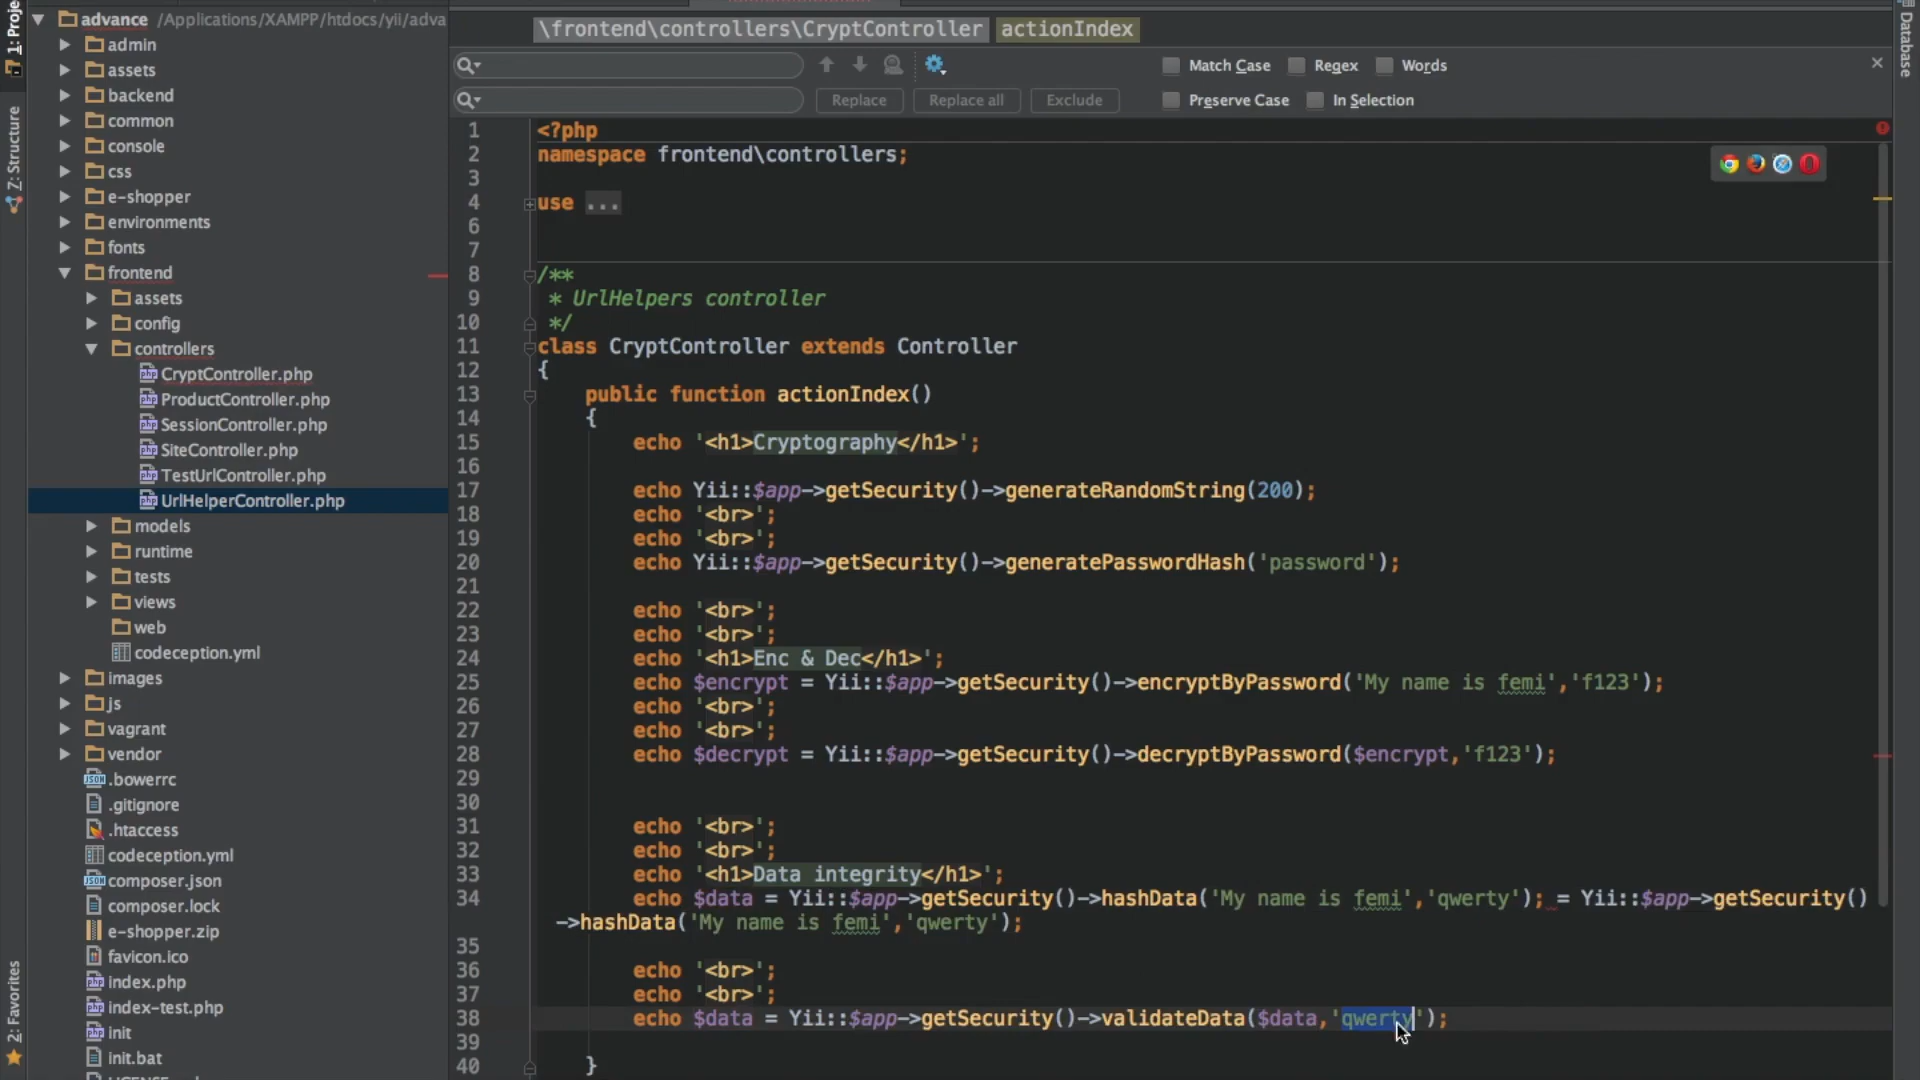 1: Proje
Z: Structure
2: Favorites
advance /Applications/XAMPP/htdocs/yii/adva
admin
assets
backend
common
console
css
e-shopper
environments
fonts
frontend
assets
config
controllers
CryptController.php
ProductController.php
SessionController.php
SiteController.php
TestUrlController.php
UrlHelperController.php
models
runtime
tests
views
web
codeception.yml
images
js
vagrant
vendor
.bowerrc
.gitignore
.htaccess
codeception.yml
composer.json
composer.lock
e-shopper.zip
favicon.ico
index.php
index-test.php
init
init.bat
\frontend\controllers\CryptController actionIndex
Match Case Regex Words
Replace Replace all Exclude Preserve Case In Selection
1 <?php
2 namespace frontend\controllers;
3
4 use ...
6
7
8 /**
9 * UrlHelpers controller
10 */
11 class CryptController extends Controller
12 {
13 public function actionIndex()
14 {
15 echo '<h1>Cryptography</h1>';
16
17 echo Yii::$app->getSecurity()->generateRandomString(200);
18 echo '<br>';
19 echo '<br>';
20 echo Yii::$app->getSecurity()->generatePasswordHash('password');
21
22 echo '<br>';
23 echo '<br>';
24 echo '<h1>Enc & Dec</h1>';
25 echo $encrypt = Yii::$app->getSecurity()->encryptByPassword('My name is femi','f123');
26 echo '<br>';
27 echo '<br>';
28 echo $decrypt = Yii::$app->getSecurity()->decryptByPassword($encrypt,'f123');
29
30
31 echo '<br>';
32 echo '<br>';
33 echo '<h1>Data integrity</h1>';
34 echo $data = Yii::$app->getSecurity()->hashData('My name is femi','qwerty'); = Yii::$app->getSecurity()
->hashData('My name is femi','qwerty');
35
36 echo '<br>';
37 echo '<br>';
38 echo $data = Yii::$app->getSecurity()->validateData($data,'qwerty');
39
40 }
Database